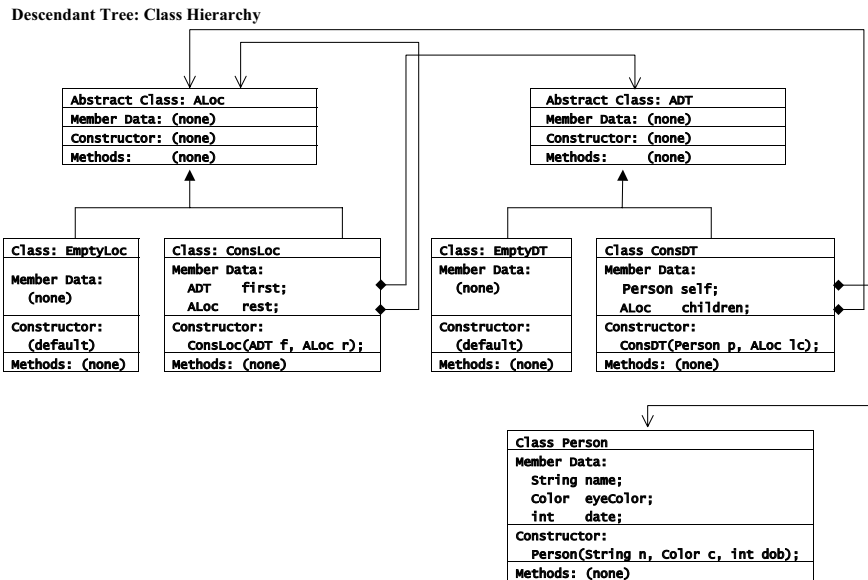 Descendant Tree: Class Hierarchy
Abstract Class: ALoc
Member Data: (none)
Constructor: (none)
Methods: (none)
Abstract Class: ADT
Member Data: (none)
Constructor: (none)
Methods: (none)
Class: EmptyLoc
Member Data:
(none)
Constructor:
(default)
Methods: (none)
Class: ConsLoc
Member Data:
ADT first;
ALoc rest;
Constructor:
ConsLoc(ADT f, ALoc r);
Methods: (none)
Class: EmptyDT
Member Data:
(none)
Constructor:
(default)
Methods: (none)
Class ConsDT
Member Data:
Person self;
ALoc children;
Constructor:
ConsDT(Person p, ALoc lc);
Methods: (none)
Class Person
Member Data:
String name;
Color eyeColor;
int date;
Constructor:
Person(String n, Color c, int dob);
Methods: (none)